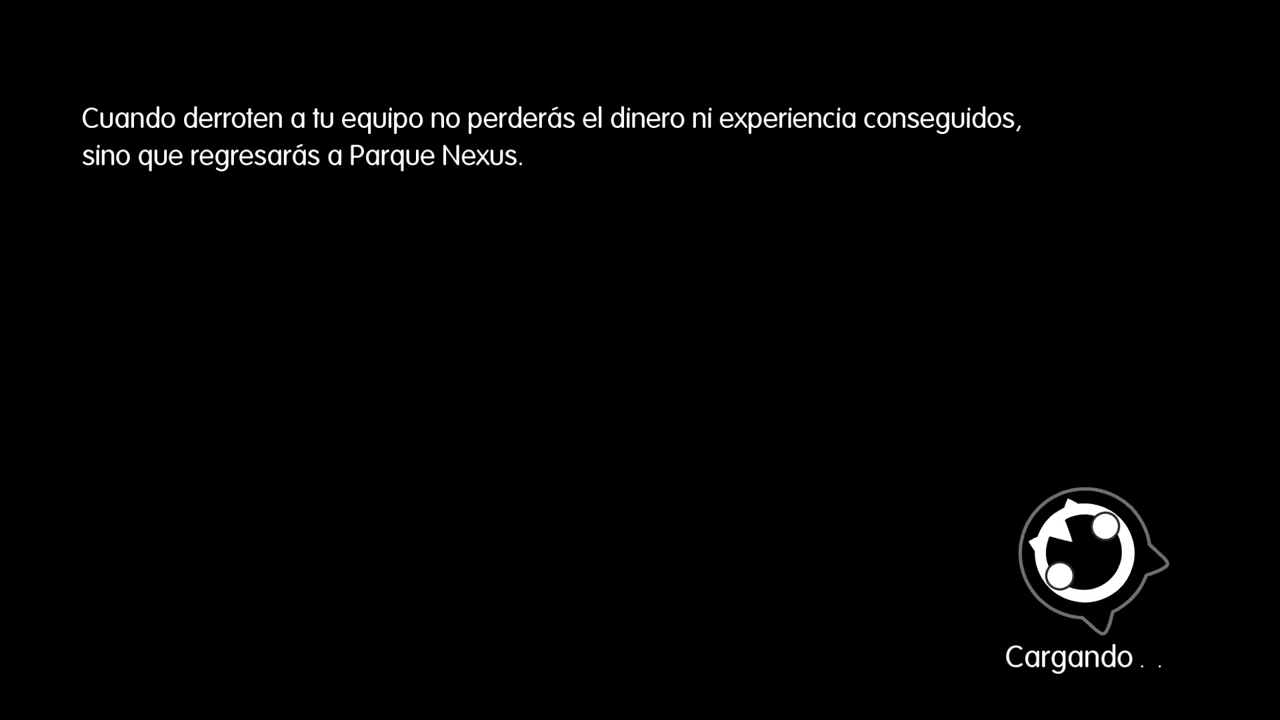 Cuando derroten a tu equipo no perderás el dinero ni experiencia conseguidos,
sino que regresarás a Parque Nexus.
Cargando . .